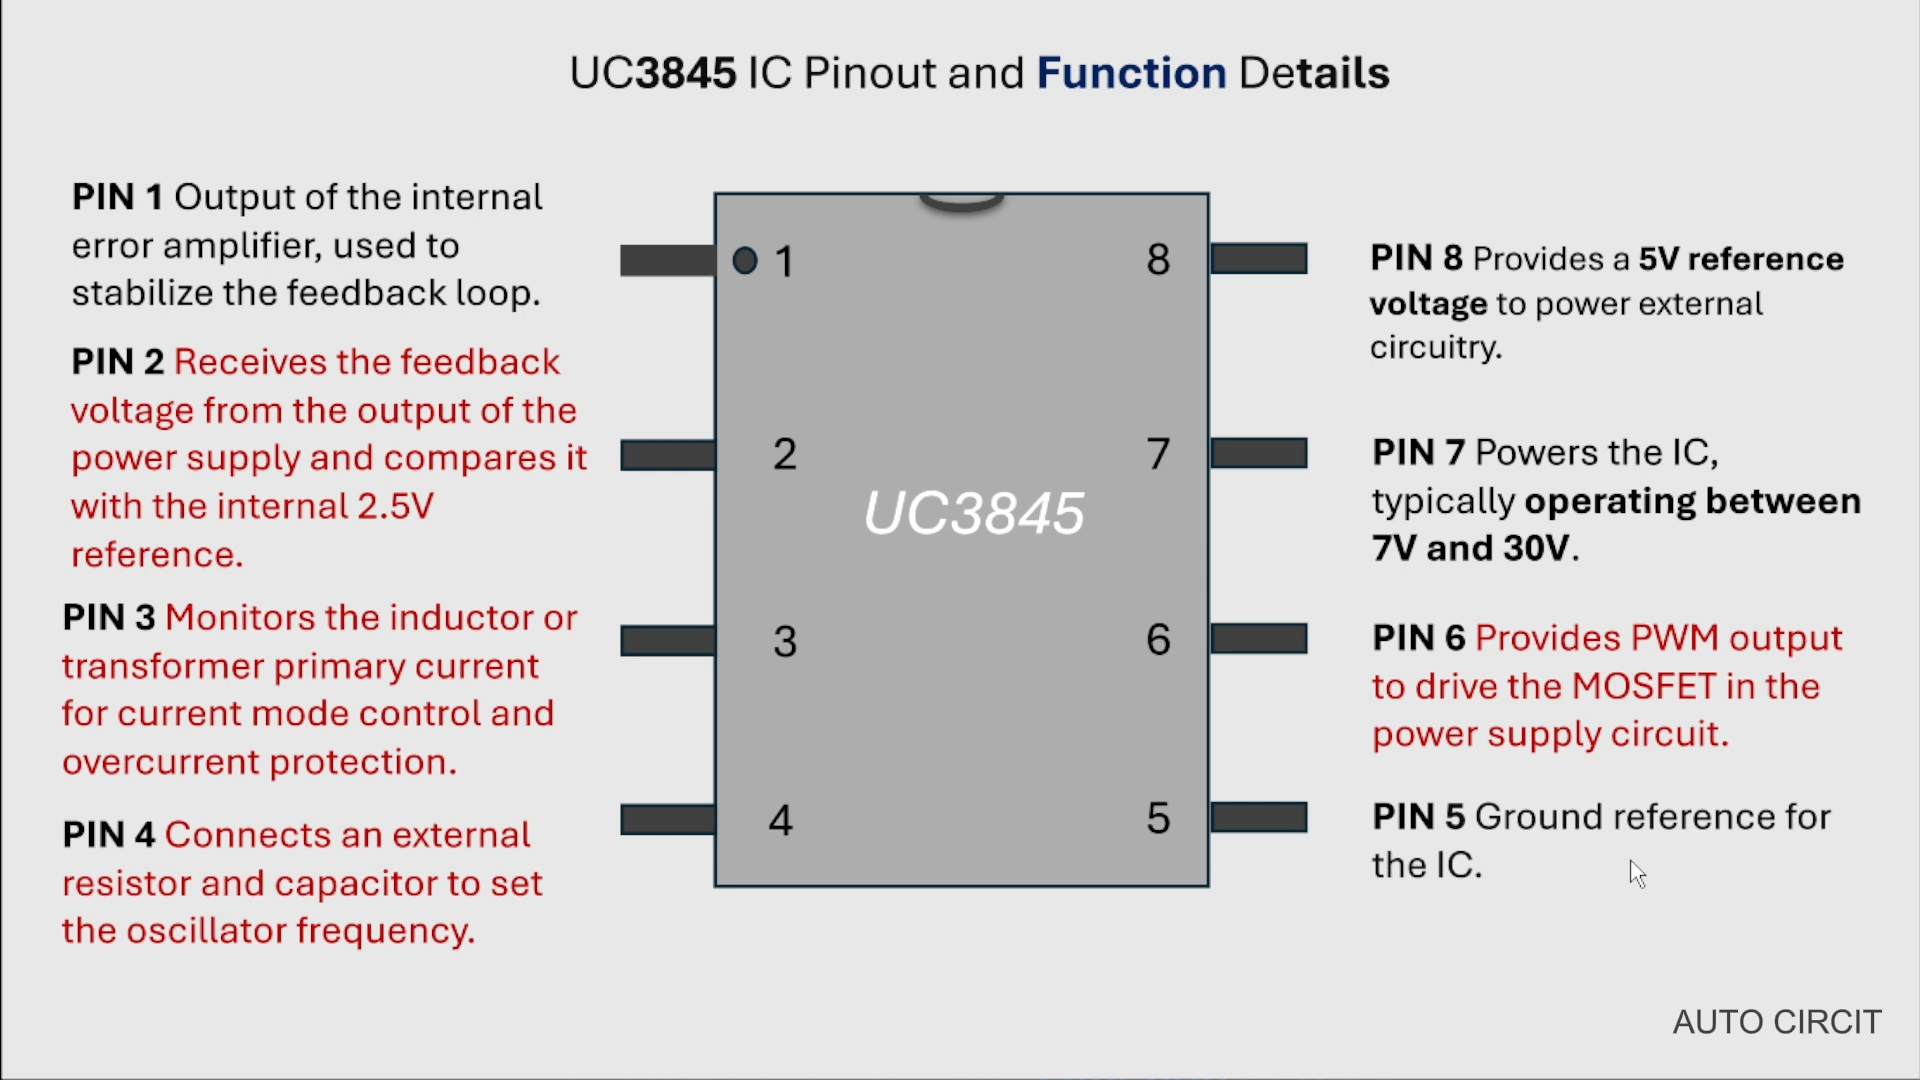 UC3845 IC Pinout and Function Details
PIN 1 Output of the internal
error amplifier, used to
stabilize the feedback loop.
PIN 2 Receives the feedback
voltage from the output of the
power supply and compares it
with the internal 2.5V
reference.
PIN 3 Monitors the inductor or
transformer primary current
for current mode control and
overcurrent protection.
PIN 4 Connects an external
resistor and capacitor to set
the oscillator frequency.
1
2
3
4
UC3845
8
7
6
5
PIN 8 Provides a 5V reference
voltage to power external
circuitry.
PIN 7 Powers the IC,
typically operating between
7V and 30V.
PIN 6 Provides PWM output
to drive the MOSFET in the
power supply circuit.
PIN 5 Ground reference for
the IC.
AUTO CIRCIT